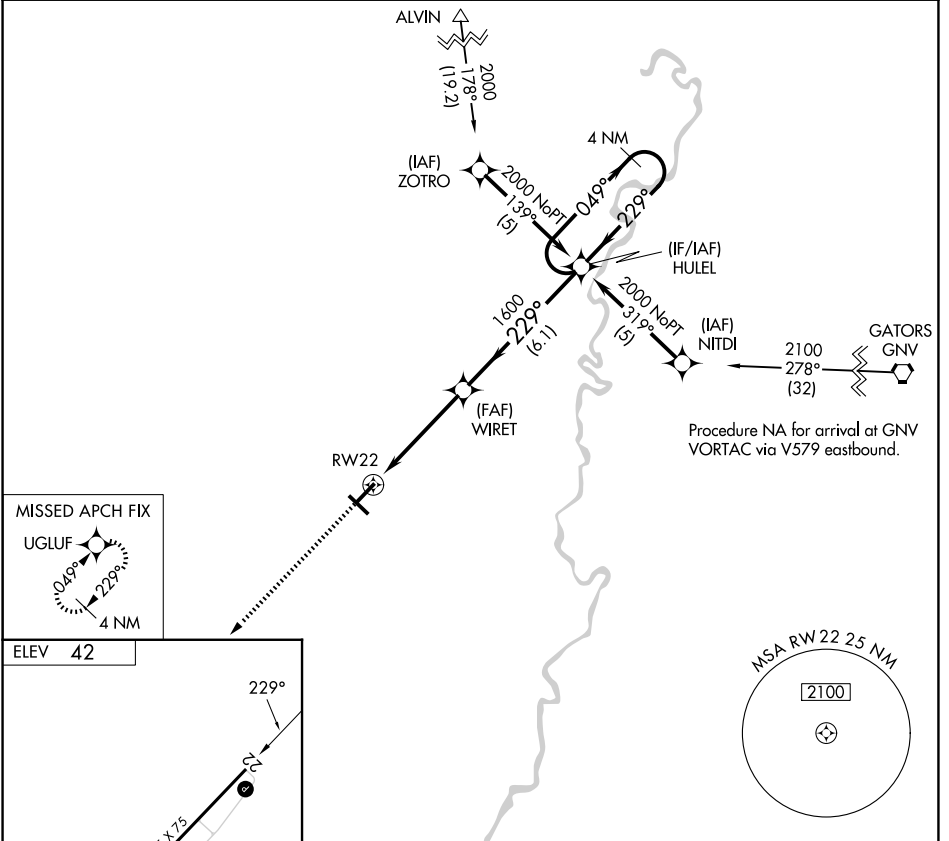 ALVIN
2000
178°
(19.2)
4 NM
(IAF)
ZOTRO
2000 NoPT
139°
(5)
049°
229°
(IF/IAF)
HULEL
1600
229°
(6.1)
2000 NoPT
319°
(5)
(IAF)
NITDI
2100
278°
(32)
GATORS
GNV
(FAF)
WIRET
Procedure NA for arrival at GNV
VORTAC via V579 eastbound.
RW22
MISSED APCH FIX
UGLUF
049°
229°
4 NM
ELEV 42
229°
22
P
X 75
MSA RW 22 25 NM
2100